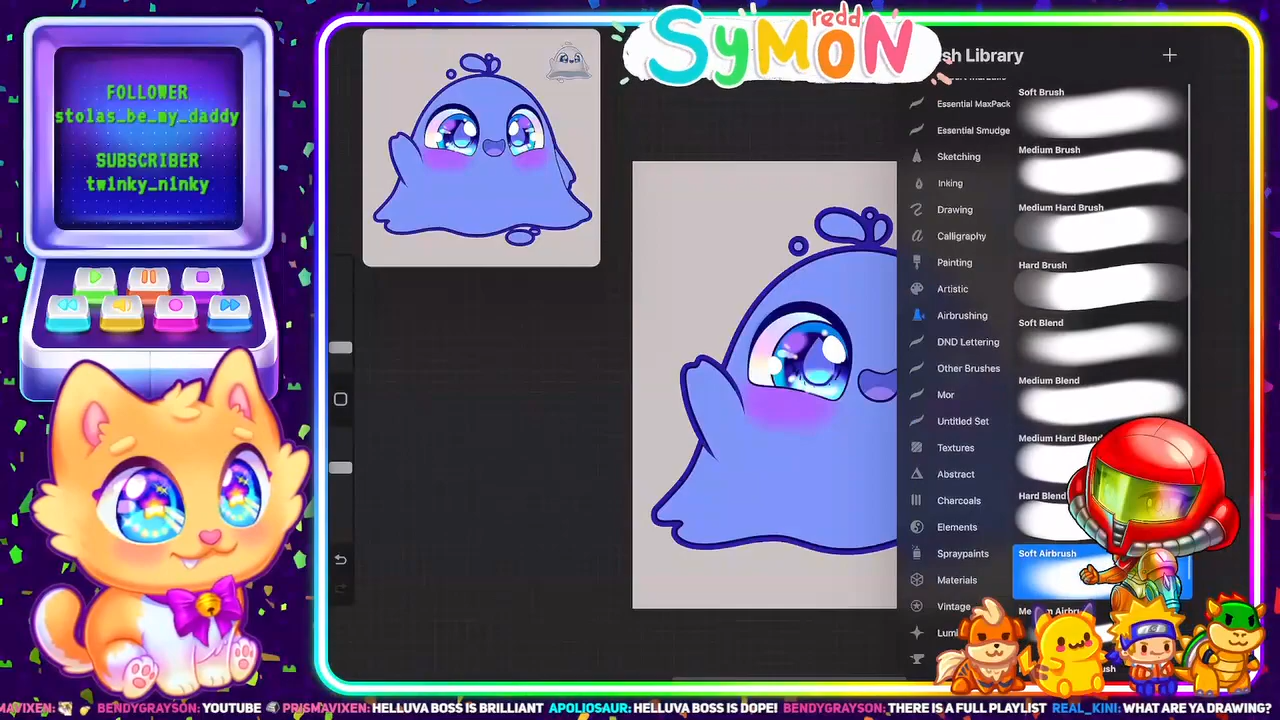 FOLLOWER
stolas_be_my_daddy
SUBSCRIBER
tw1nky_n1nky
redd
SyMON
sh Library
Essential MaxPack
Essential Smudge
Sketching
Inking
Drawing
Calligraphy
Painting
Artistic
Airbrushing
DND Lettering
Other Brushes
Mor
Untitled Set
Textures
Abstract
Charcoals
Elements
Spraypaints
Materials
Vintage
Lumi
Soft Brush
Medium Brush
Medium Hard Brush
Hard Brush
Soft Blend
Medium Blend
Medium Hard Blend
Hard Blend
Soft Airbrush
MAVIXEN: BENDYGRAYSON: YOUTUBE PRISMAVIXEN: HELLUVA BOSS IS BRILLIANT APOLIOSAUR: HELLUVA BOSS IS DOPE! BENDYGRAYSON: THERE IS A FULL PLAYLIST REAL_KINI: WHAT ARE YA DRAWING?